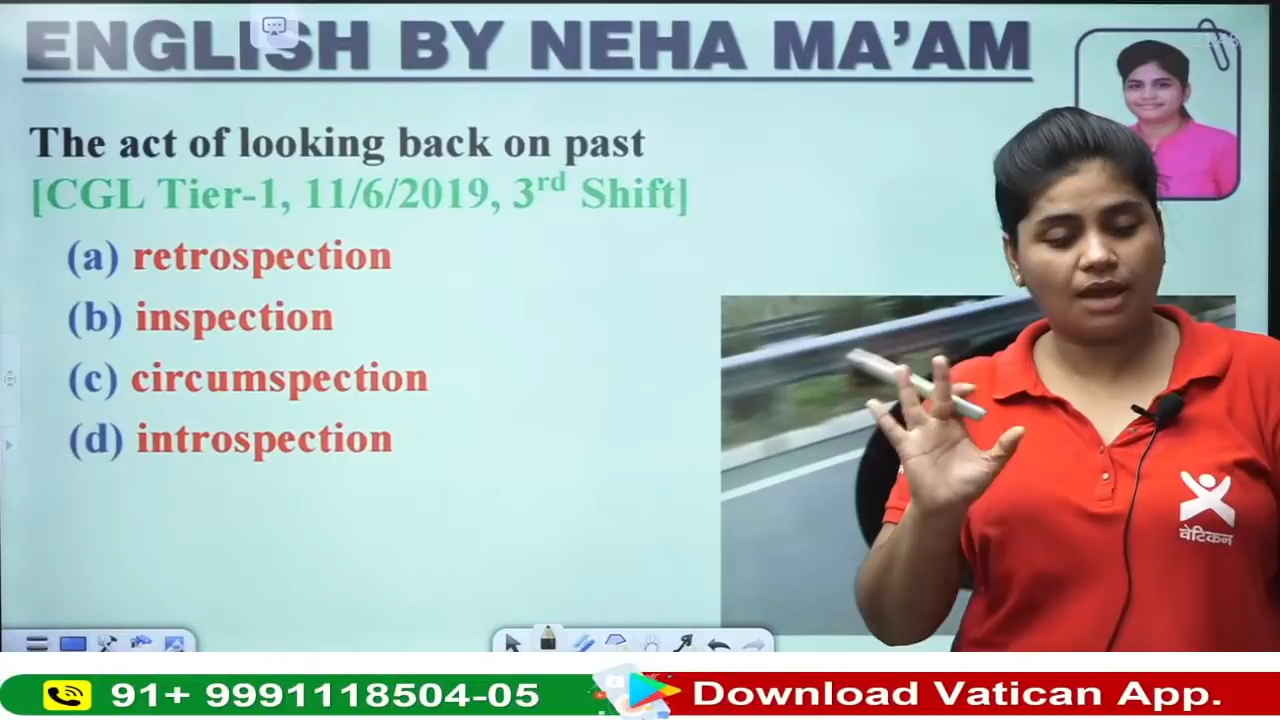 ENGLISH BY NEHA MA’AM
The act of looking back on past
[CGL Tier-1, 11/6/2019, 3rd Shift]
(a) retrospection
(b) inspection
(c) circumspection
(d) introspection
वेटिकन
91+ 9991118504-05
Download Vatican App.